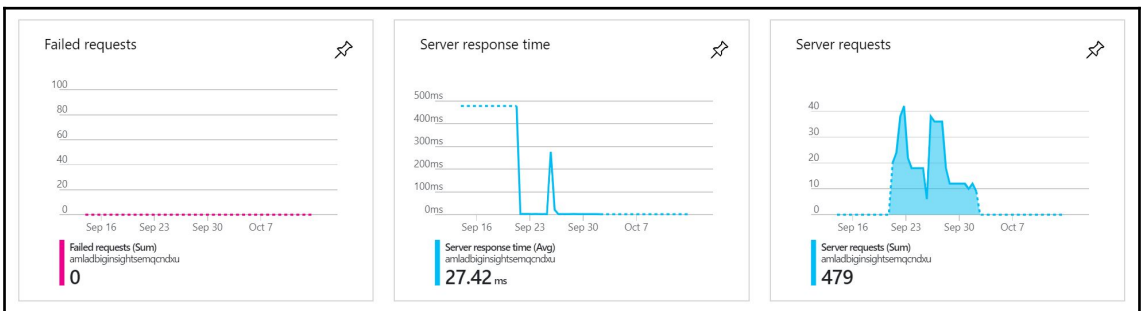 Failed requests
100
80
60
40
20
0
Sep 16 Sep 23 Sep 30 Oct 7
Failed requests (Sum)
amladbiginsightsemqcndxu
0
Server response time
500ms
400ms
300ms
200ms
100ms
0ms
Sep 16 Sep 23 Sep 30 Oct 7
Server response time (Avg)
amladbiginsightsemqcndxu
27.42 ms
Server requests
40
30
20
10
0
Sep 16 Sep 23 Sep 30 Oct 7
Server requests (Sum)
amladbiginsightsemqcndxu
479